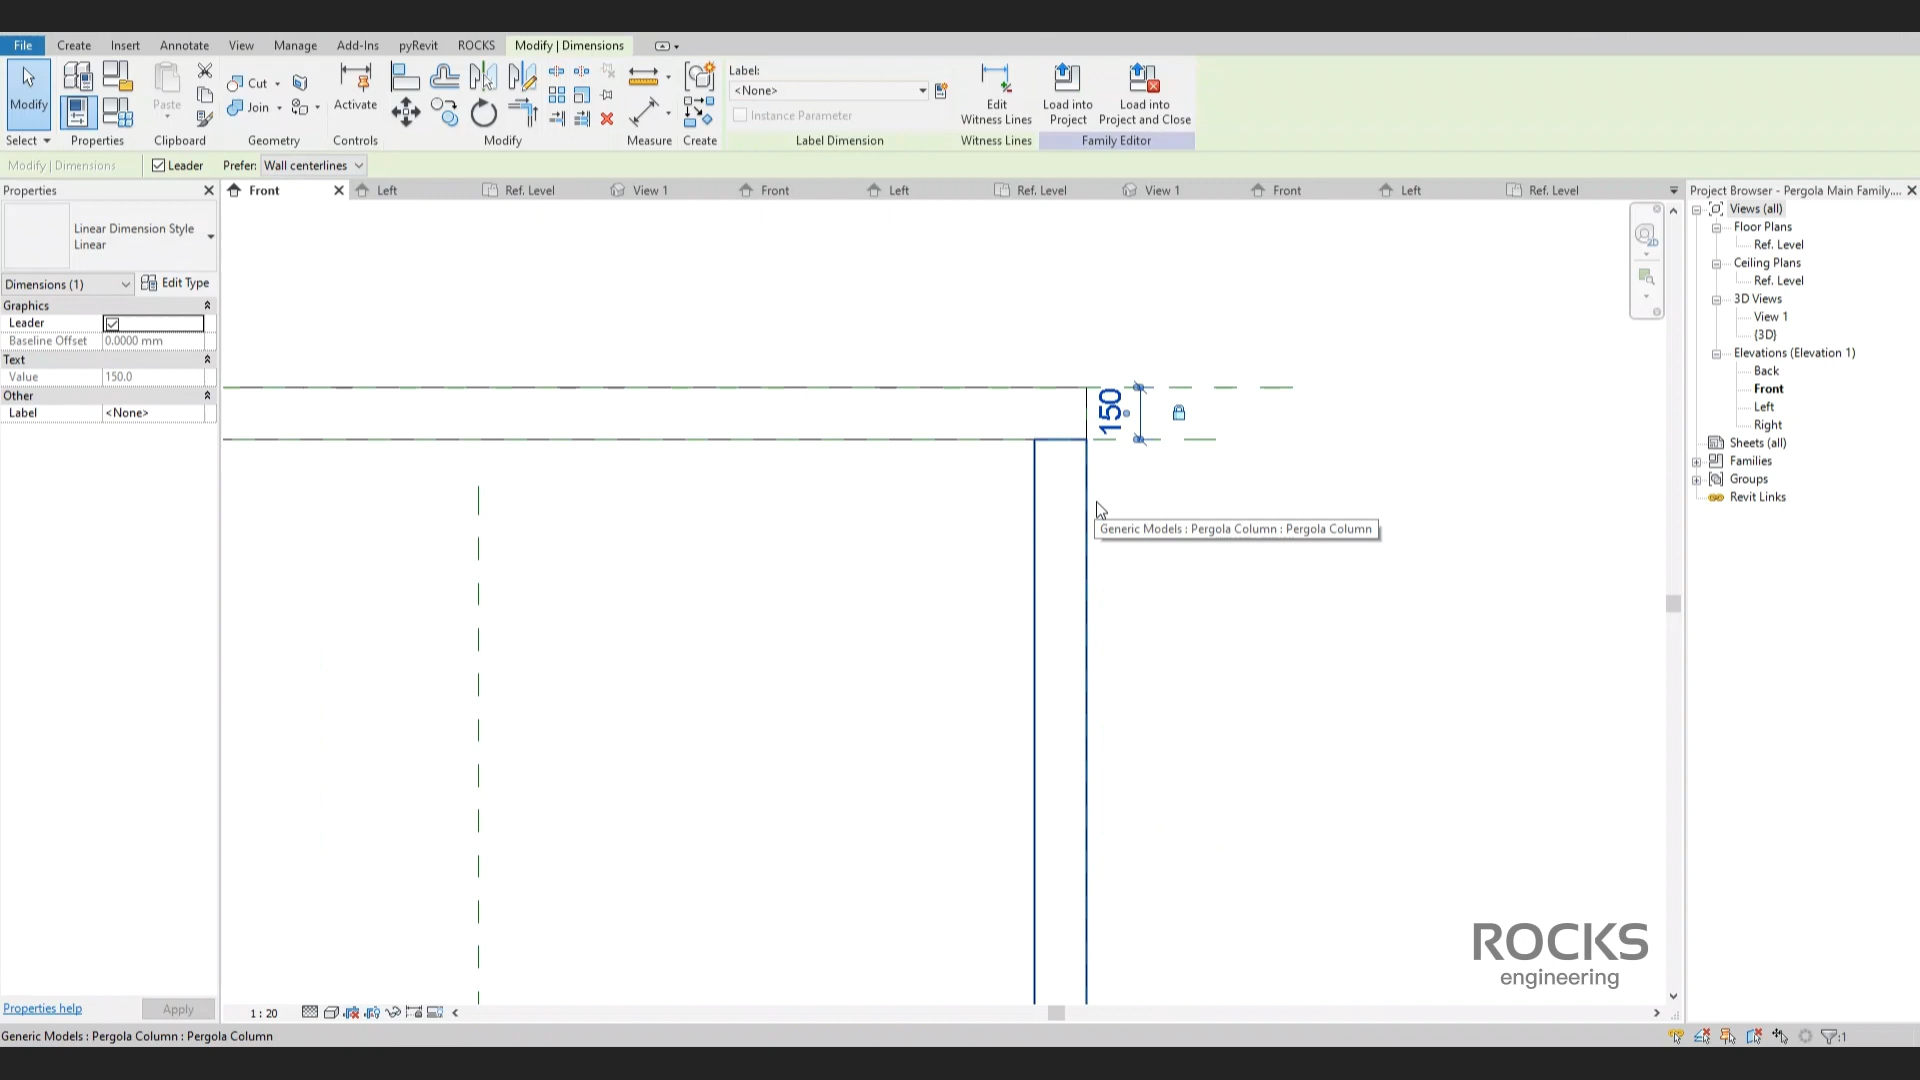 File Create Insert Annotate View Manage Add-Ins pyRevit ROCKS Modify | Dimensions
Modify
Paste
Cut
Join
Activate
Label:
<None>
Instance Parameter
Edit
Witness Lines
Load into
Project
Load into
Project and Close
Select Properties Clipboard Geometry Controls Modify Measure Create Label Dimension Witness Lines Family Editor
Modify | Dimensions Leader Prefer: Wall centerlines
Properties
Front Left Ref. Level View 1 Front Left Ref. Level View 1 Front Left Ref. Level
Linear Dimension Style
Linear
Dimensions (1) Edit Type
Graphics
Leader
Baseline Offset 0.0000 mm
Text
Value 150.0
Other
Label <None>
Properties help Apply
150
2D
Generic Models : Pergola Column : Pergola Column
ROCKS
engineering
1 : 20
Project Browser - Pergola Main Family....
Views (all)
Floor Plans
Ref. Level
Ceiling Plans
Ref. Level
3D Views
View 1
{3D}
Elevations (Elevation 1)
Back
Front
Left
Right
Sheets (all)
Families
Groups
Revit Links
Generic Models : Pergola Column : Pergola Column
:1